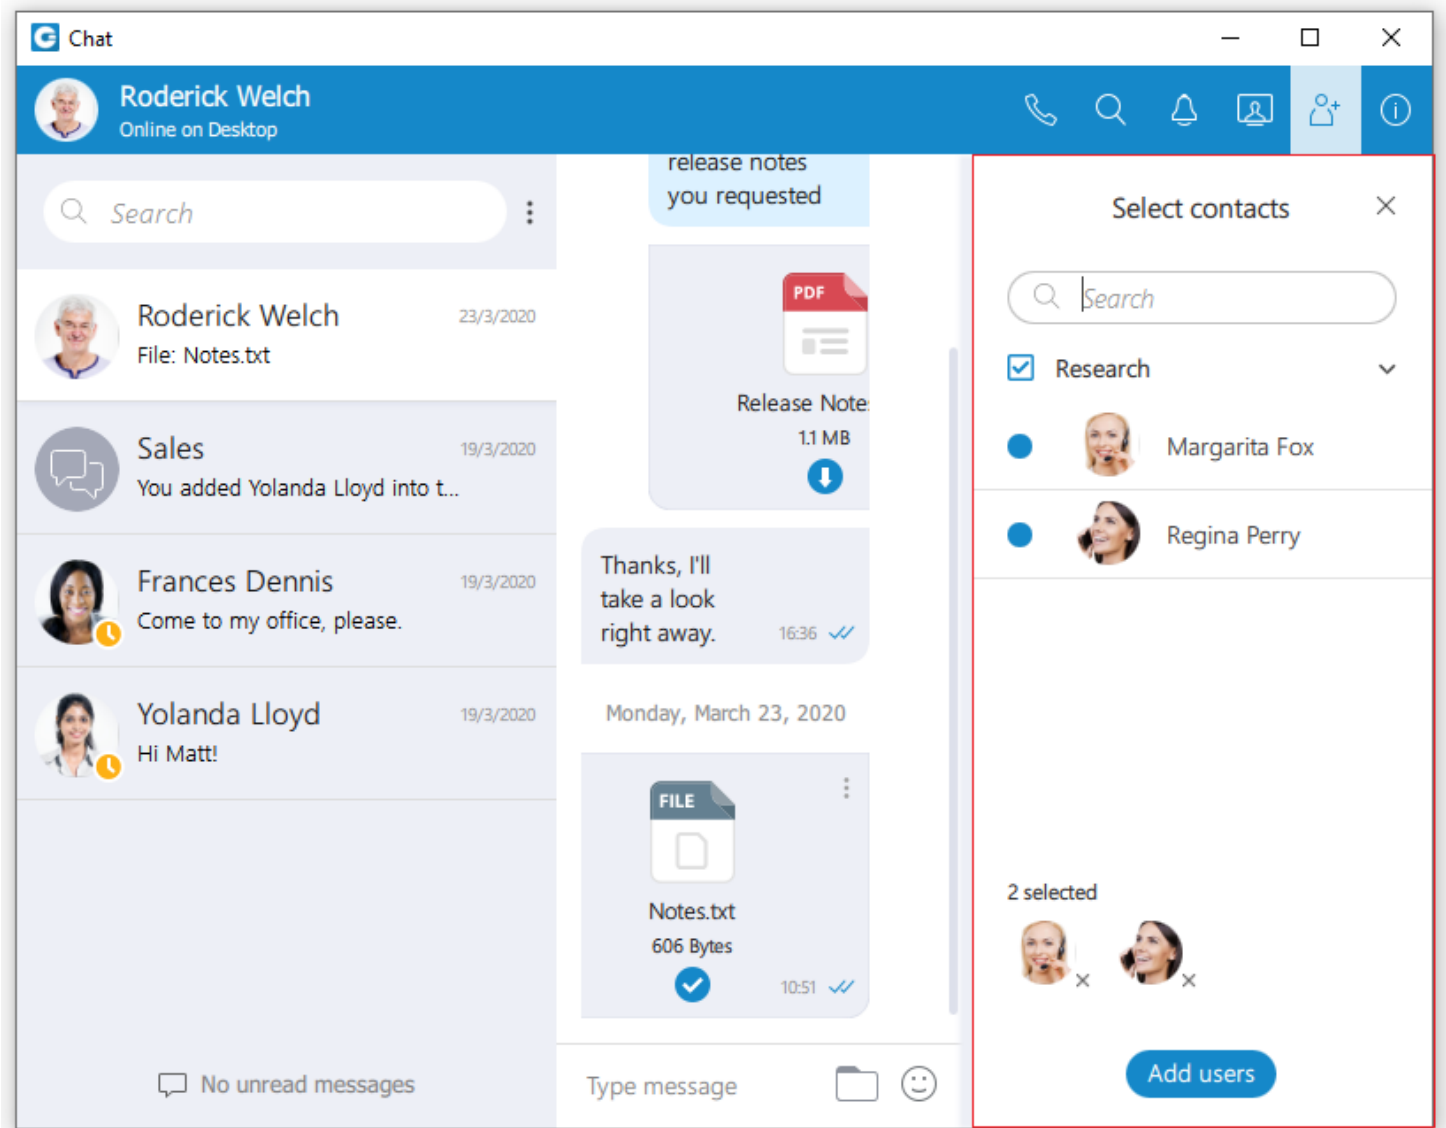 Chat
Roderick Welch
Online on Desktop
Search
Roderick Welch
23/3/2020
File: Notes.txt
Sales
19/3/2020
You added Yolanda Lloyd into t...
Frances Dennis
19/3/2020
Come to my office, please.
Yolanda Lloyd
19/3/2020
Hi Matt!
No unread messages
release notes
you requested
PDF
Release Note
1.1 MB
Thanks, I'll
take a look
right away.
16:36
Monday, March 23, 2020
FILE
Notes.txt
606 Bytes
10:51
Type message
Select contacts
Search
Research
Margarita Fox
Regina Perry
2 selected
Add users